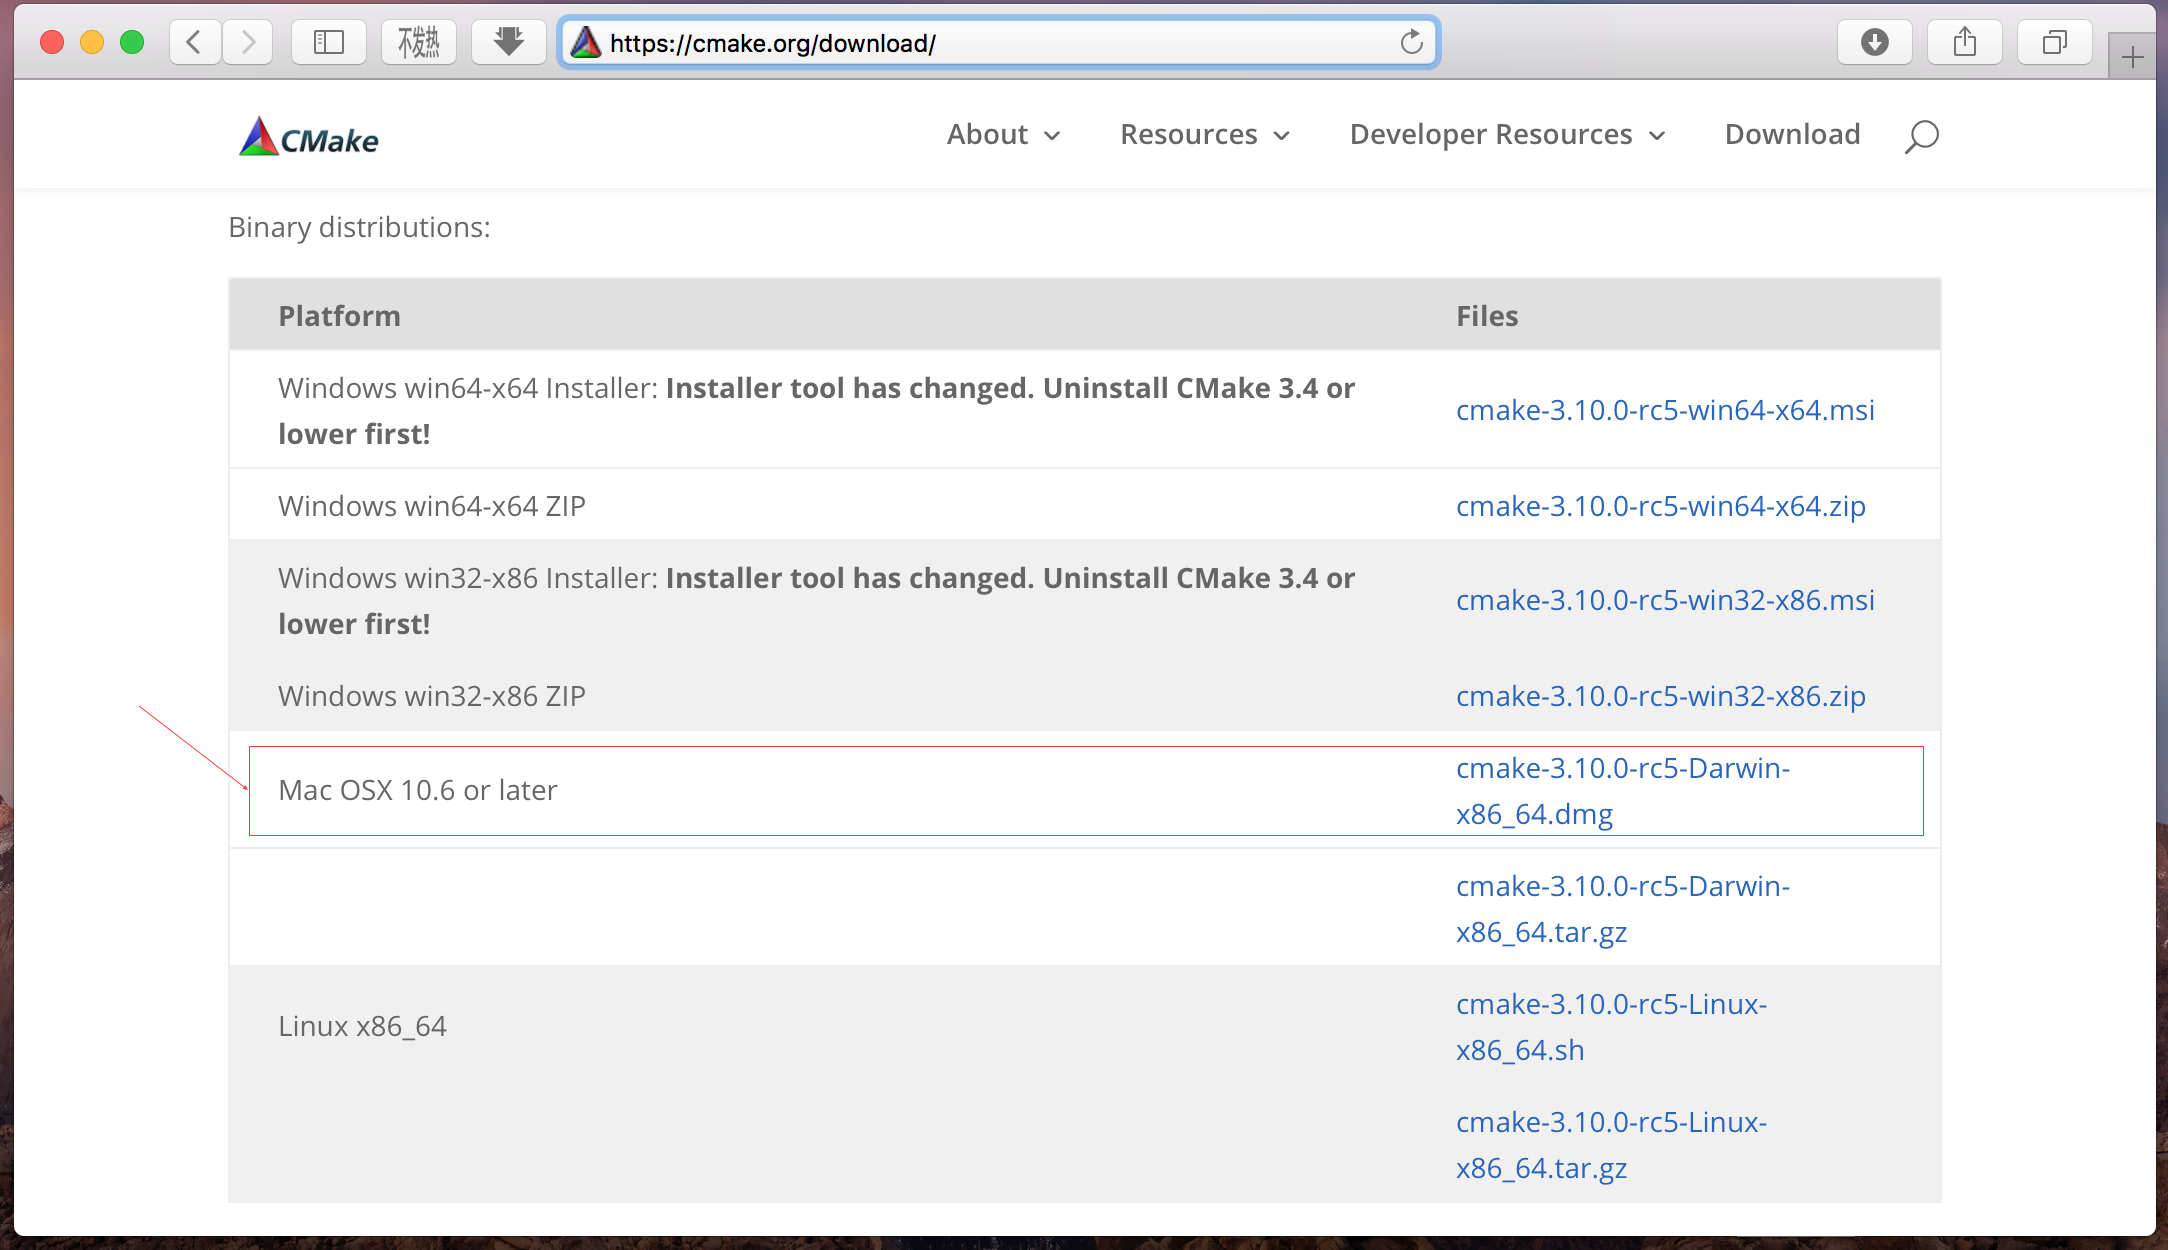 不发热
https://cmake.org/download/
CMake
About Resources Developer Resources Download
Binary distributions:
Platform Files
Windows win64-x64 Installer: Installer tool has changed. Uninstall CMake 3.4 or
lower first!
cmake-3.10.0-rc5-win64-x64.msi
Windows win64-x64 ZIP
cmake-3.10.0-rc5-win64-x64.zip
Windows win32-x86 Installer: Installer tool has changed. Uninstall CMake 3.4 or
lower first!
cmake-3.10.0-rc5-win32-x86.msi
Windows win32-x86 ZIP
cmake-3.10.0-rc5-win32-x86.zip
Mac OSX 10.6 or later
cmake-3.10.0-rc5-Darwin-
x86_64.dmg
cmake-3.10.0-rc5-Darwin-
x86_64.tar.gz
Linux x86_64
cmake-3.10.0-rc5-Linux-
x86_64.sh
cmake-3.10.0-rc5-Linux-
x86_64.tar.gz